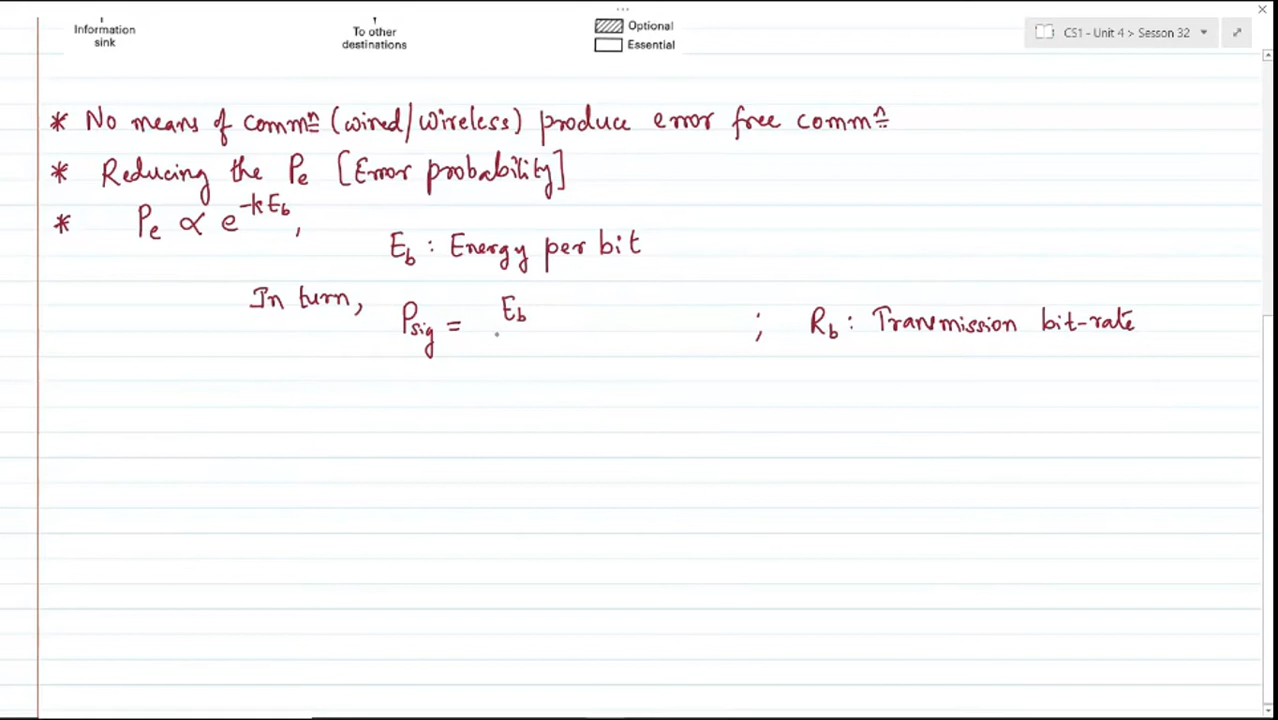 Information
sink
To other
destinations
Optional
Essential
CS1 - Unit 4 > Sesson 32
* No means of commⁿ (wired/wireless) produce error free commⁿ
* Reducing the Pe [Error probability]
* Pe ∝ e^-kEb,
Eb : Energy per bit
In turn,
Psig = Eb ; Rb : Transmission bit-rate